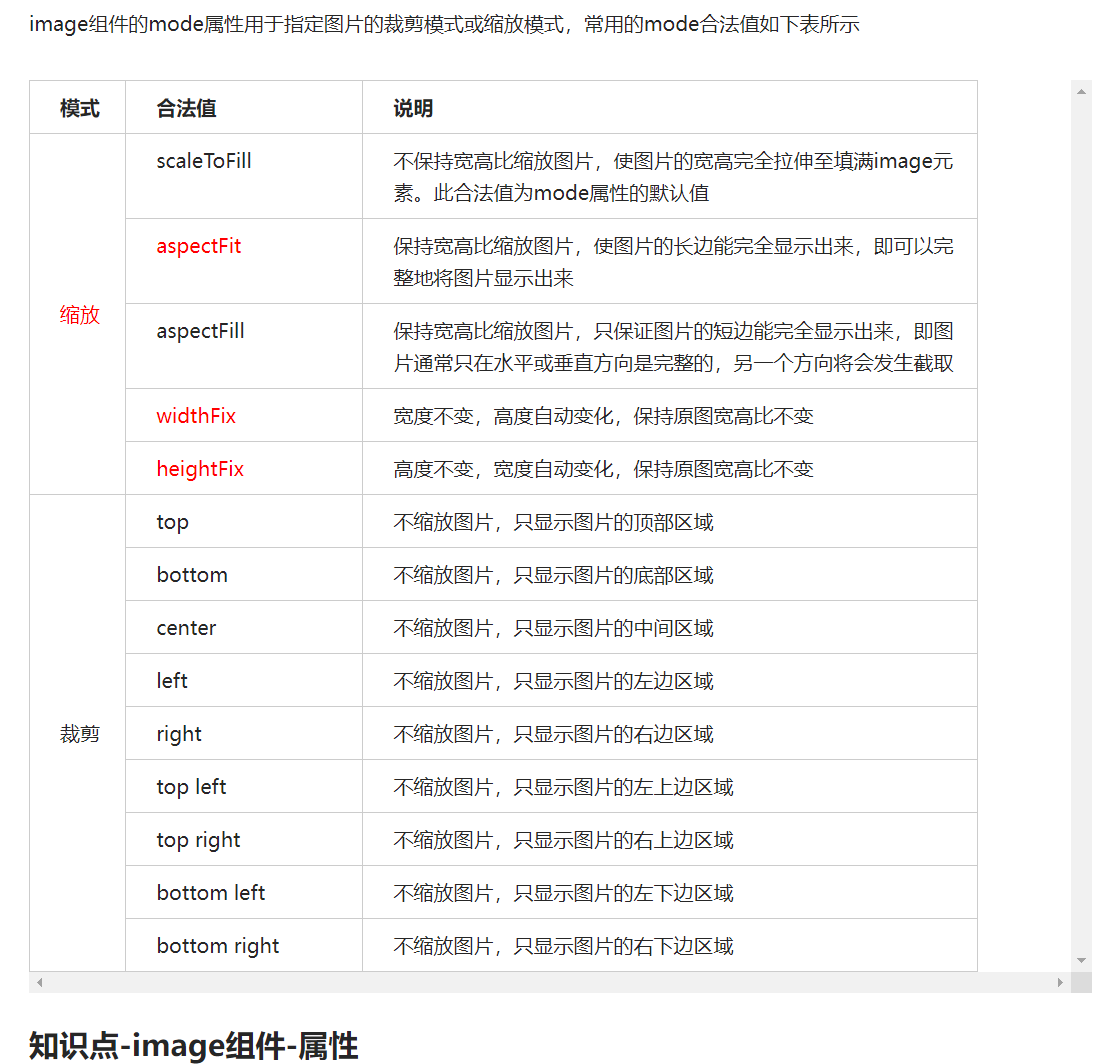 image组件的mode属性用于指定图片的裁剪模式或缩放模式，常用的mode合法值如下表所示
模式 合法值 说明
缩放
scaleToFill 不保持宽高比缩放图片，使图片的宽高完全拉伸至填满image元
素。此合法值为mode属性的默认值
aspectFit 保持宽高比缩放图片，使图片的长边能完全显示出来，即可以完
整地将图片显示出来
aspectFill 保持宽高比缩放图片，只保证图片的短边能完全显示出来，即图
片通常只在水平或垂直方向是完整的，另一个方向将会发生截取
widthFix 宽度不变，高度自动变化，保持原图宽高比不变
heightFix 高度不变，宽度自动变化，保持原图宽高比不变
裁剪
top 不缩放图片，只显示图片的顶部区域
bottom 不缩放图片，只显示图片的底部区域
center 不缩放图片，只显示图片的中间区域
left 不缩放图片，只显示图片的左边区域
right 不缩放图片，只显示图片的右边区域
top left 不缩放图片，只显示图片的左上边区域
top right 不缩放图片，只显示图片的右上边区域
bottom left 不缩放图片，只显示图片的左下边区域
bottom right 不缩放图片，只显示图片的右下边区域
知识点-image组件-属性